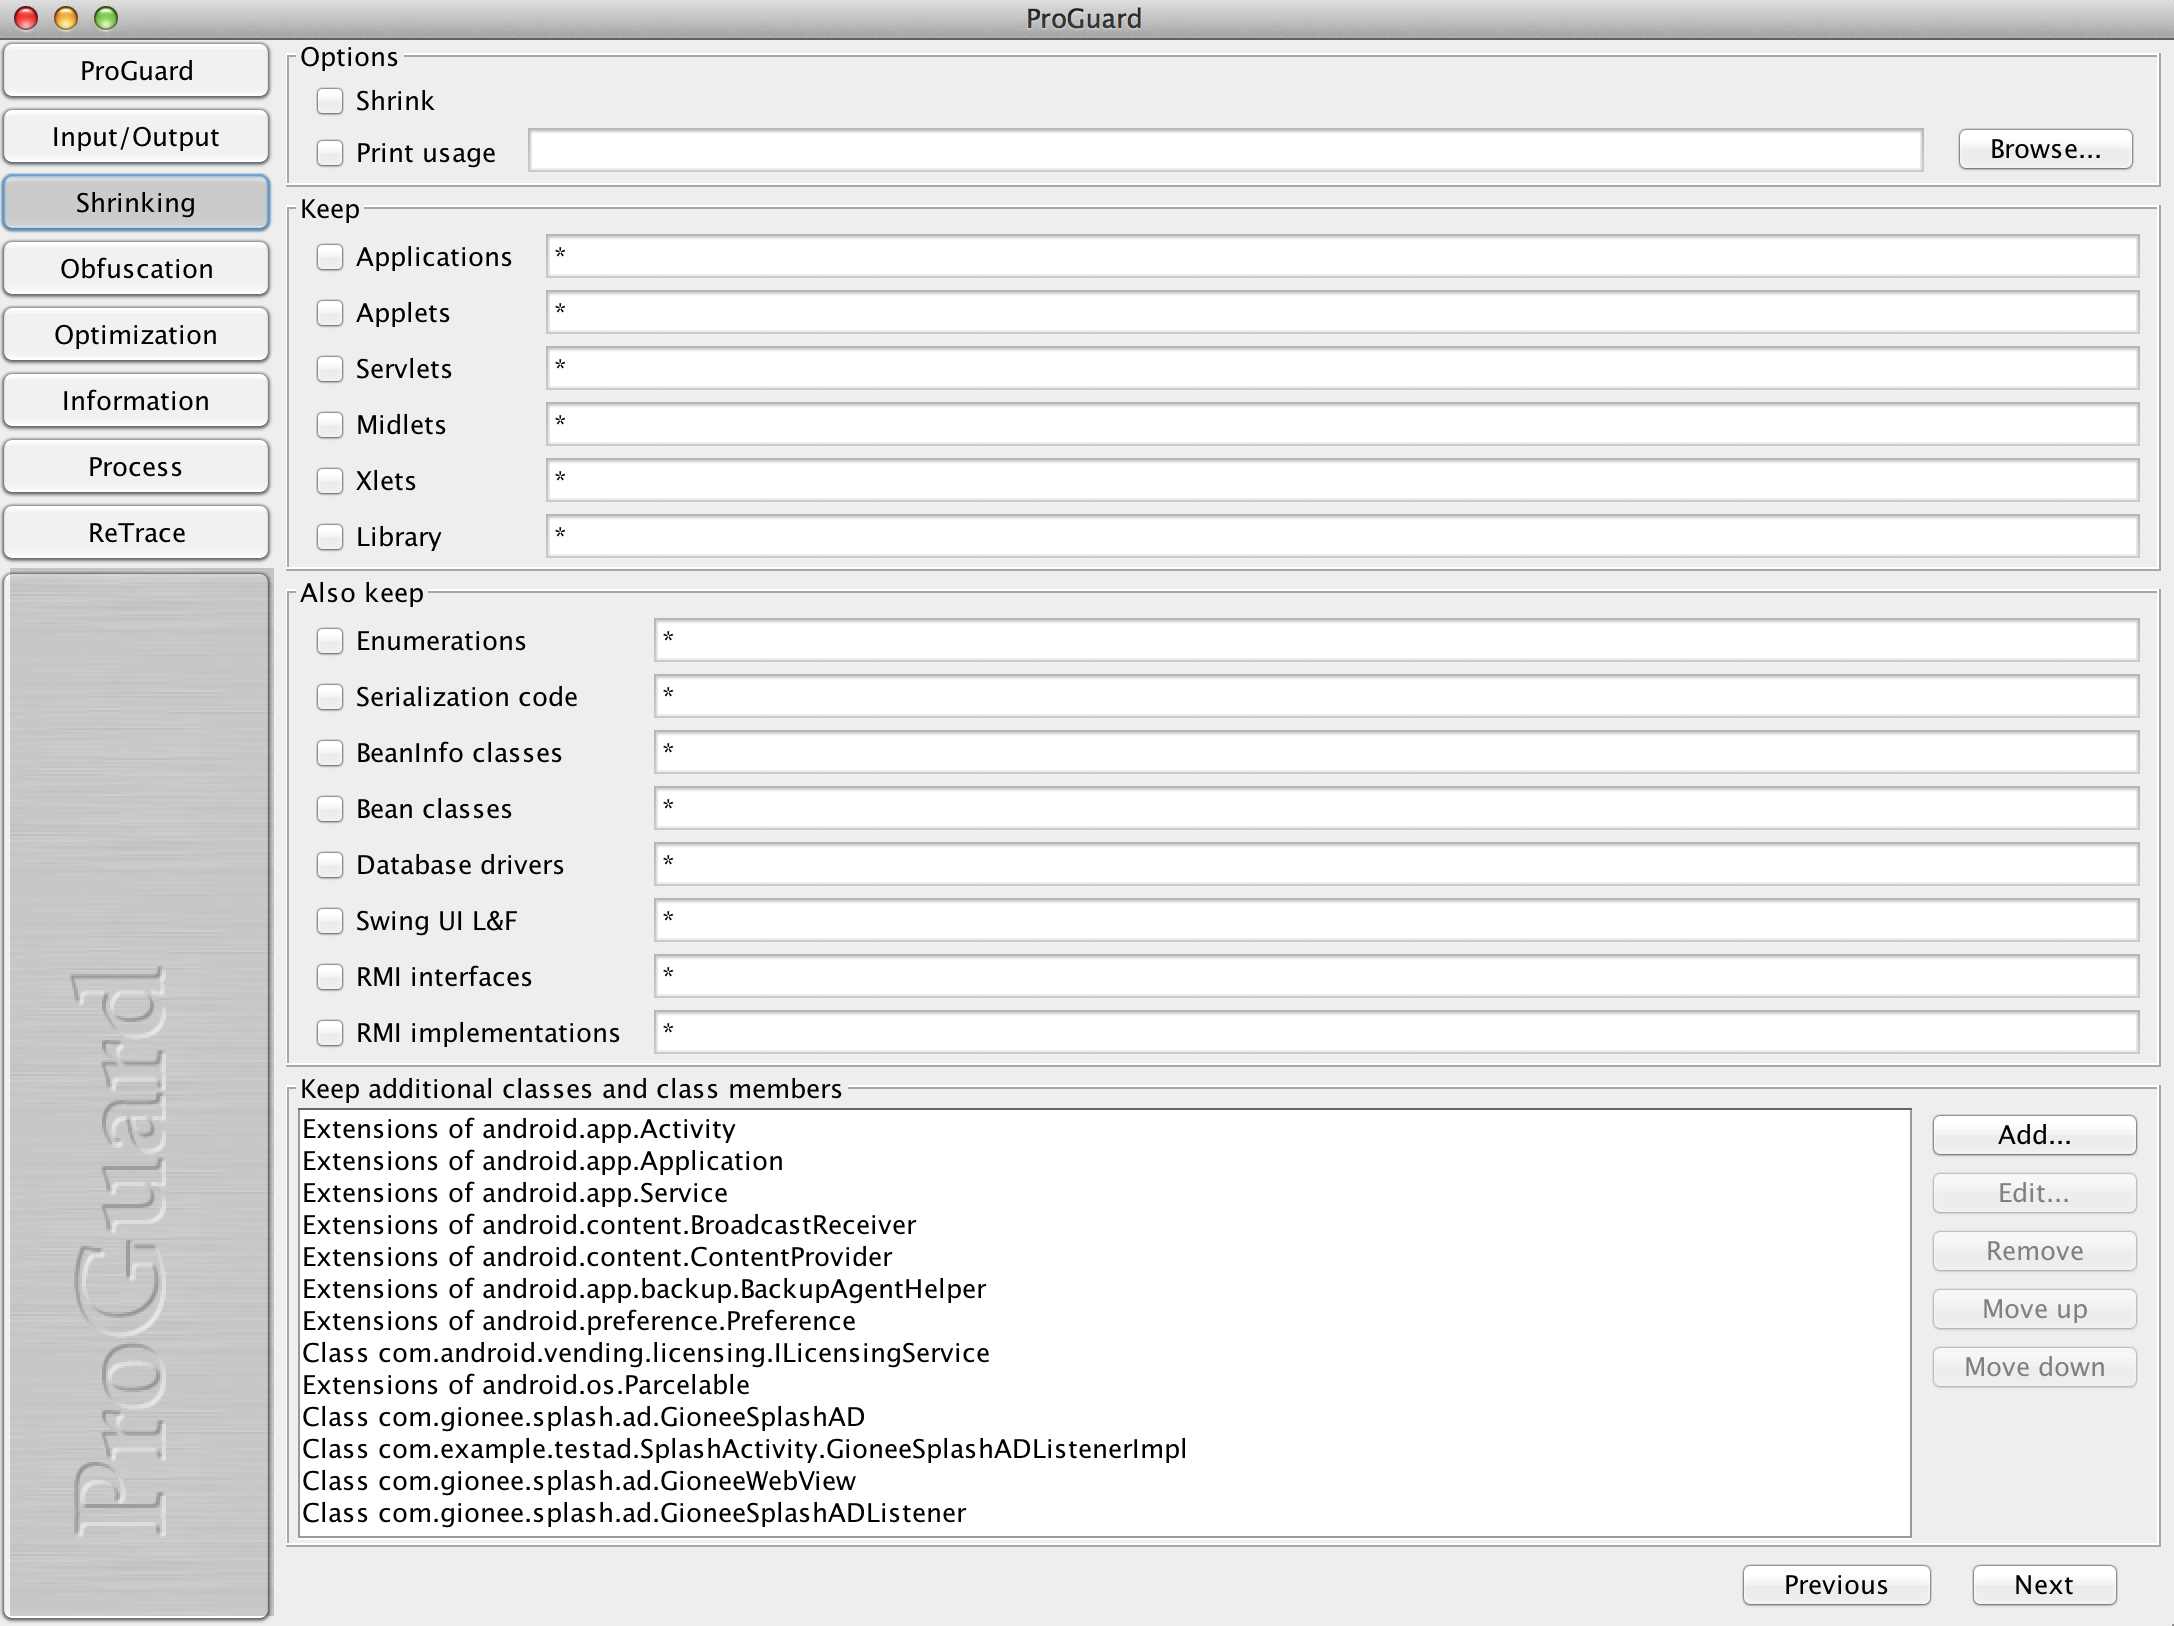 ProGuard
ProGuard
Input/Output
Shrinking
Obfuscation
Optimization
Information
Process
ReTrace
ProGuard
Options
Shrink
Print usage
Browse...
Keep
Applications *
Applets *
Servlets *
Midlets *
Xlets *
Library *
Also keep
Enumerations *
Serialization code *
BeanInfo classes *
Bean classes *
Database drivers *
Swing UI L&F *
RMI interfaces *
RMI implementations *
Keep additional classes and class members
Extensions of android.app.Activity
Extensions of android.app.Application
Extensions of android.app.Service
Extensions of android.content.BroadcastReceiver
Extensions of android.content.ContentProvider
Extensions of android.app.backup.BackupAgentHelper
Extensions of android.preference.Preference
Class com.android.vending.licensing.ILicensingService
Extensions of android.os.Parcelable
Class com.gionee.splash.ad.GioneeSplashAD
Class com.example.testad.SplashActivity.GioneeSplashADListenerImpl
Class com.gionee.splash.ad.GioneeWebView
Class com.gionee.splash.ad.GioneeSplashADListener
Add...
Edit...
Remove
Move up
Move down
Previous
Next